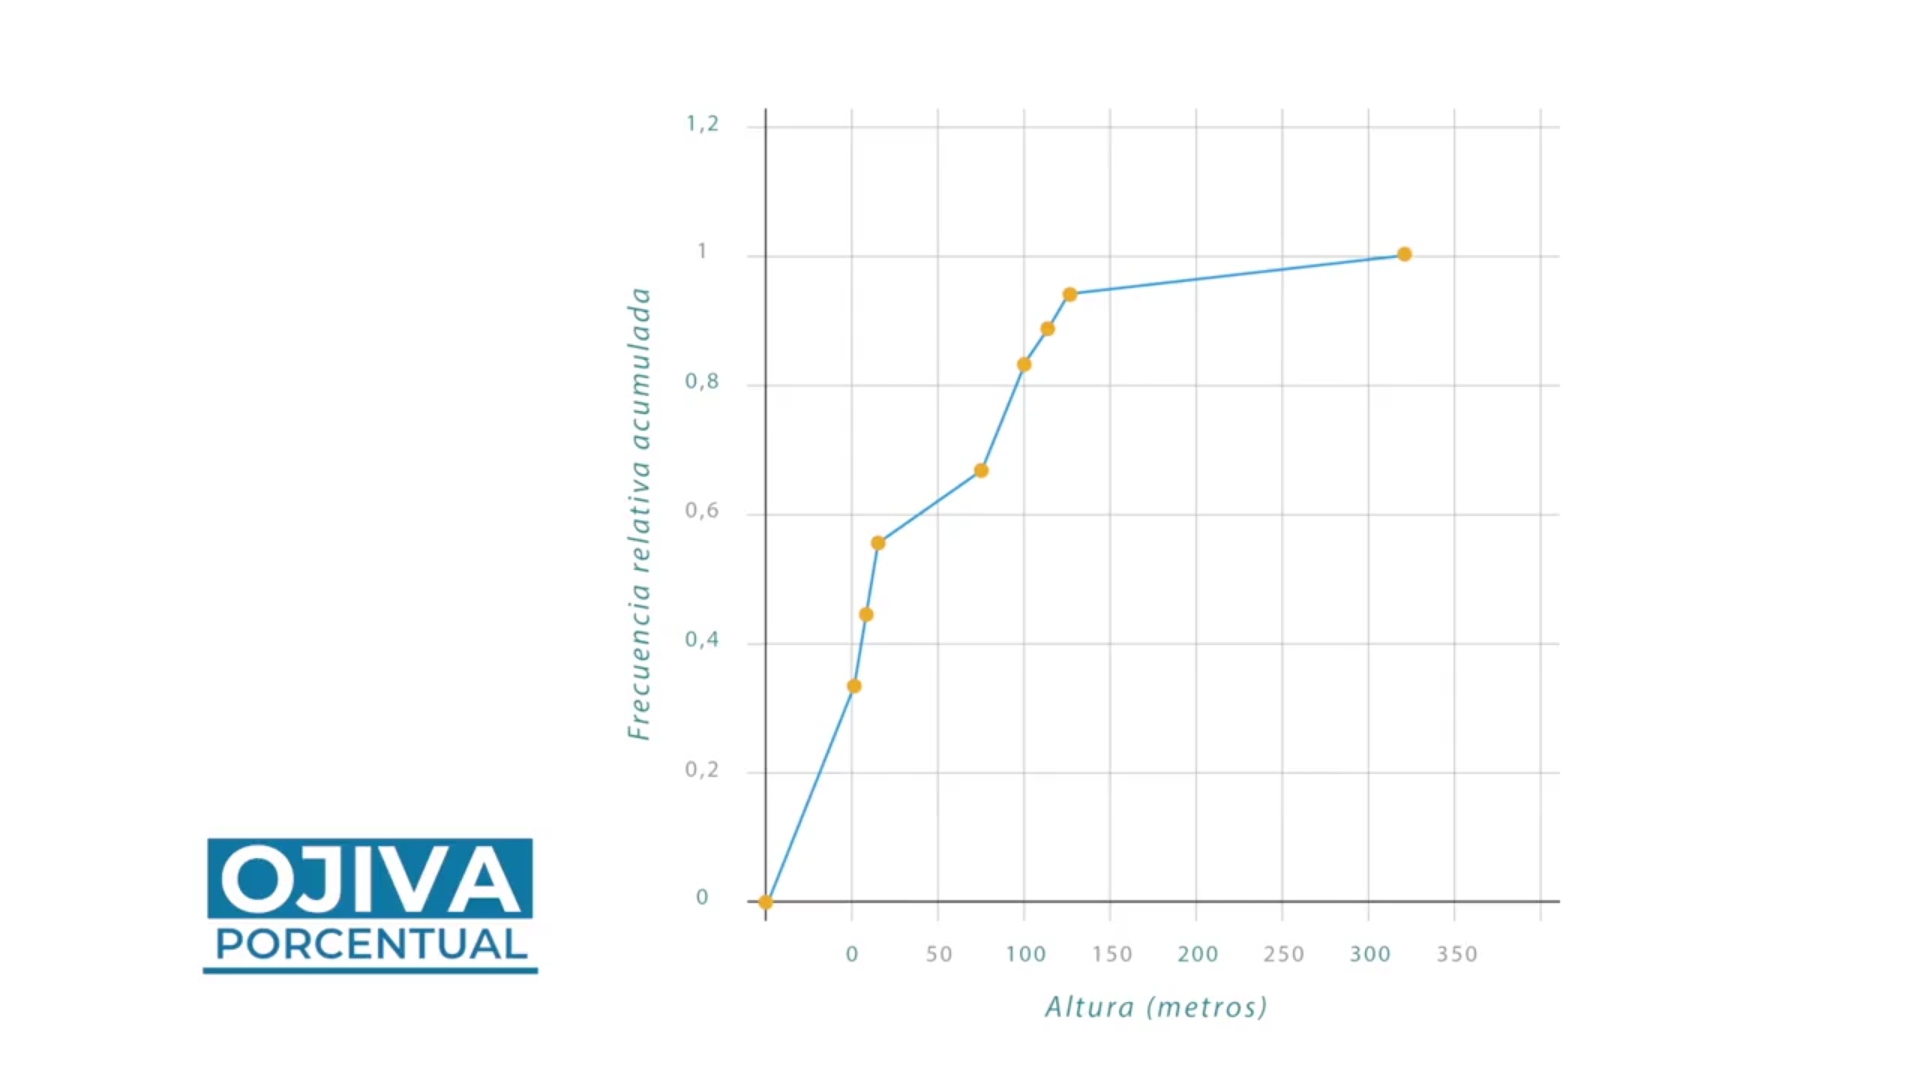 1,2
1
0,8
0,6
0,4
0,2
0
Frecuencia relativa acumulada
0 50 100 150 200 250 300 350
Altura (metros)
OJIVA
PORCENTUAL